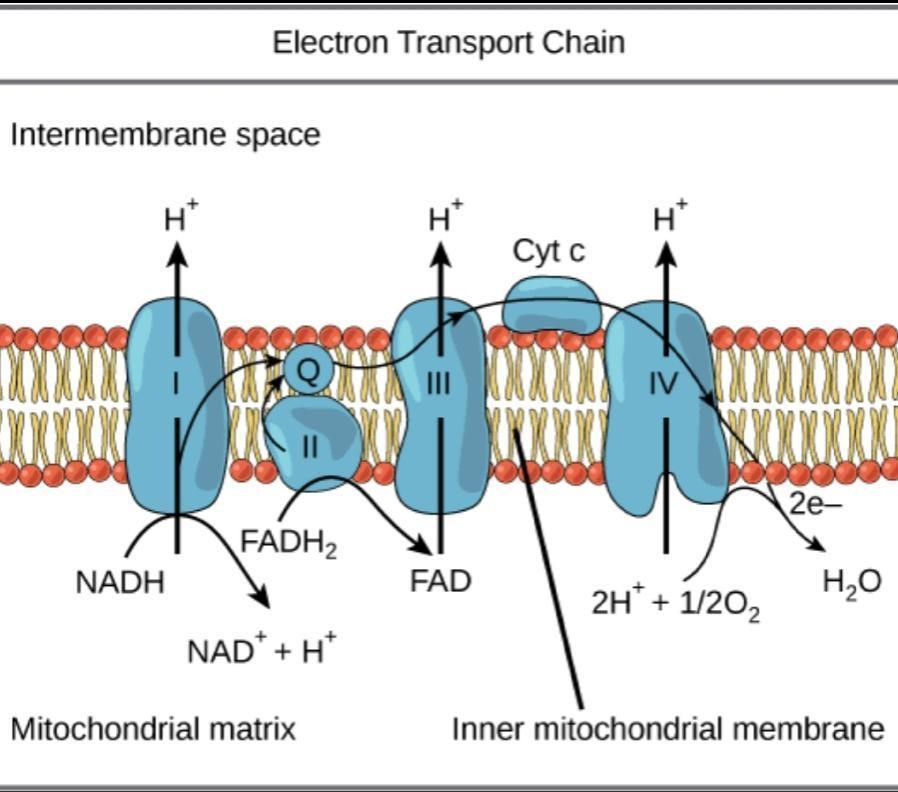 Electron Transport Chain
Intermembrane space
H⁺
H⁺
H⁺
Cyt c
Q
I
III
IV
II
2e–
FADH₂
NADH
FAD
2H⁺ + 1/2O₂
H₂O
NAD⁺ + H⁺
Mitochondrial matrix
Inner mitochondrial membrane